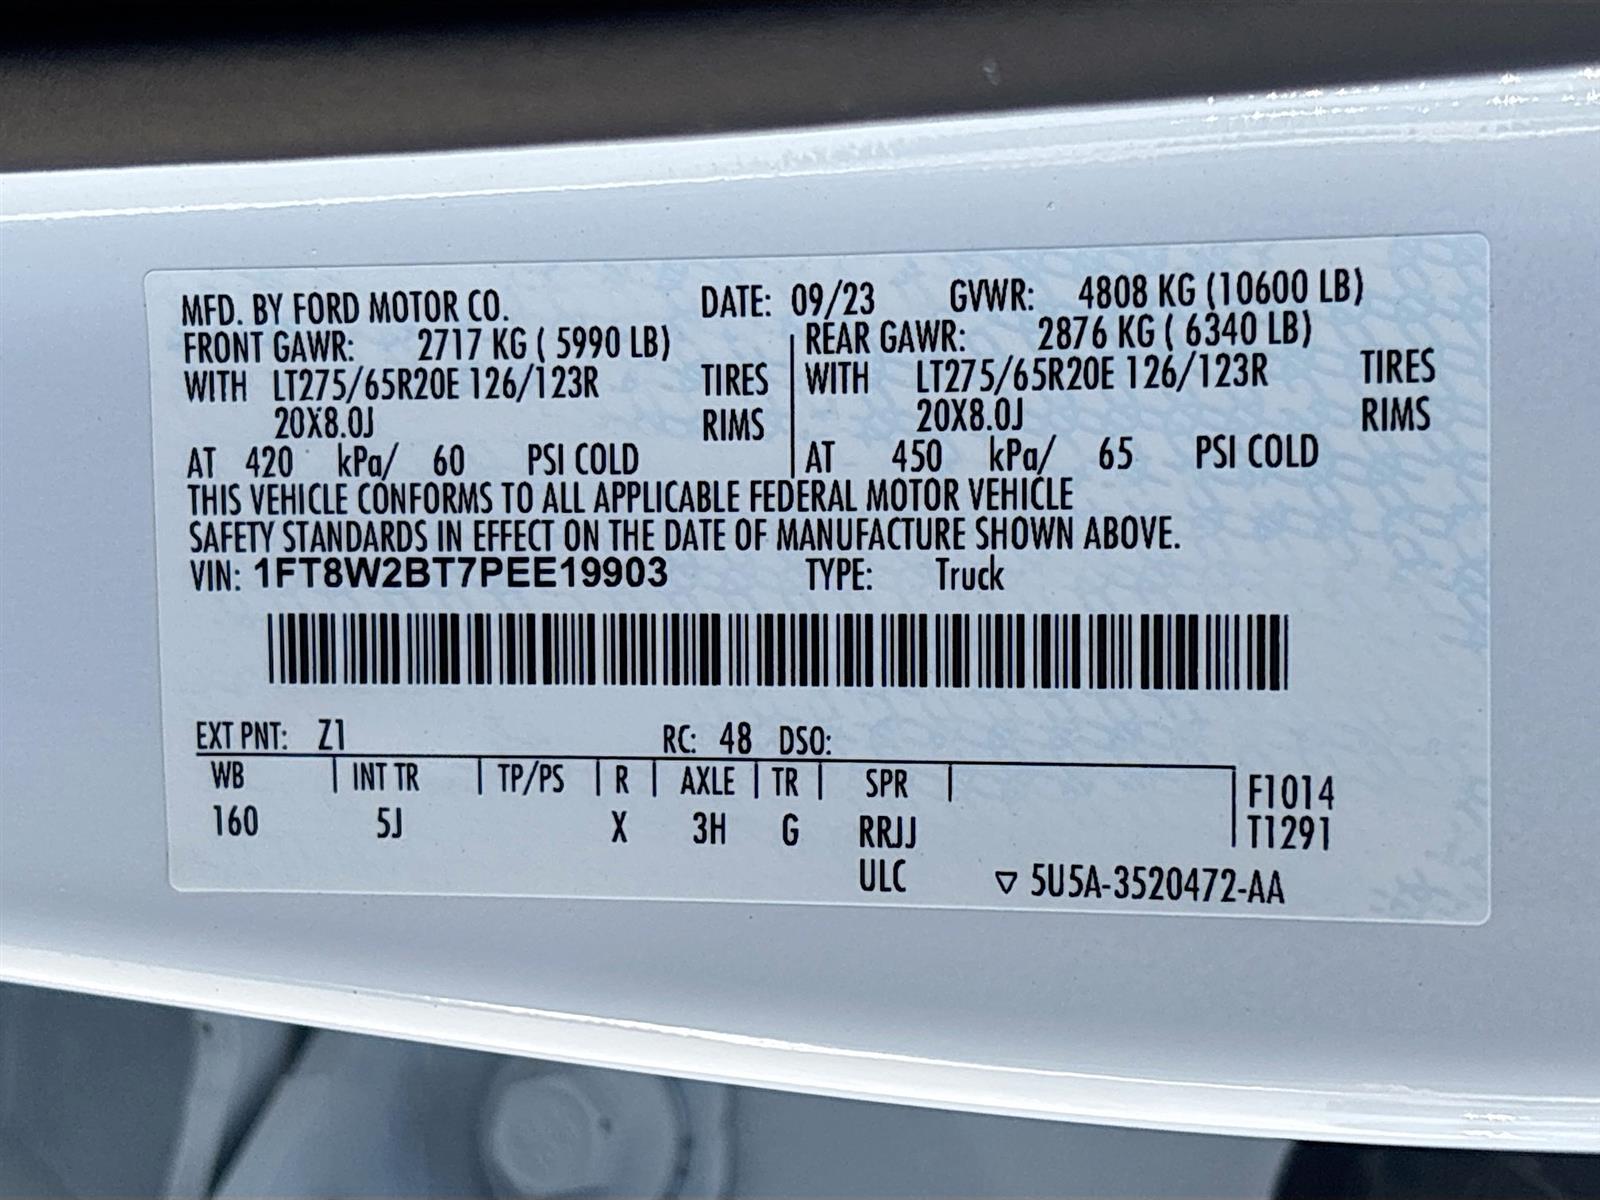 MFD. BY FORD MOTOR CO. DATE: 09/23 GVWR: 4808 KG (10600 LB)
FRONT GAWR: 2717 KG ( 5990 LB) REAR GAWR: 2876 KG ( 6340 LB)
WITH LT275/65R20E 126/123R TIRES WITH LT275/65R20E 126/123R TIRES
20X8.0J RIMS 20X8.0J RIMS
AT 420 kPa/ 60 PSI COLD AT 450 kPa/ 65 PSI COLD
THIS VEHICLE CONFORMS TO ALL APPLICABLE FEDERAL MOTOR VEHICLE
SAFETY STANDARDS IN EFFECT ON THE DATE OF MANUFACTURE SHOWN ABOVE.
VIN: 1FT8W2BT7PEE19903 TYPE: Truck
EXT PNT: Z1 RC: 48 DSO:
WB INT TR TP/PS R AXLE TR SPR F1014
160 5J X 3H G RRJJ T1291
ULC ▽ 5U5A-3520472-AA